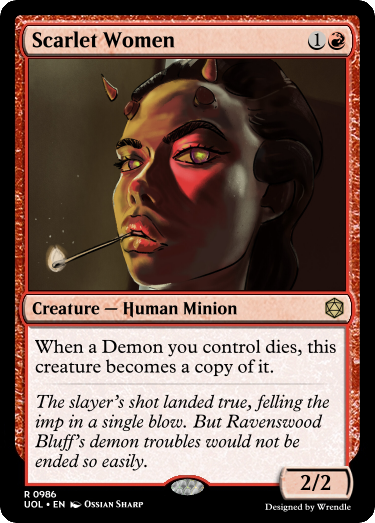 Scarlet Women 1
Creature — Human Minion
When a Demon you control dies, this
creature becomes a copy of it.
The slayer's shot landed true, felling the
imp in a single blow. But Ravenswood
Bluff's demon troubles would not be
ended so easily.
2/2
R 0986
UOL • EN Ossian Sharp
Designed by Wrendle